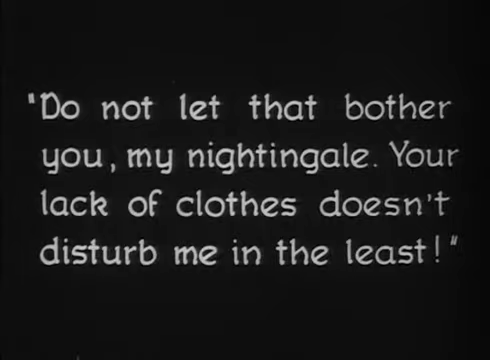 "Do not let that bother
you, my nightingale. Your
lack of clothes doesn't
disturb me in the least!"